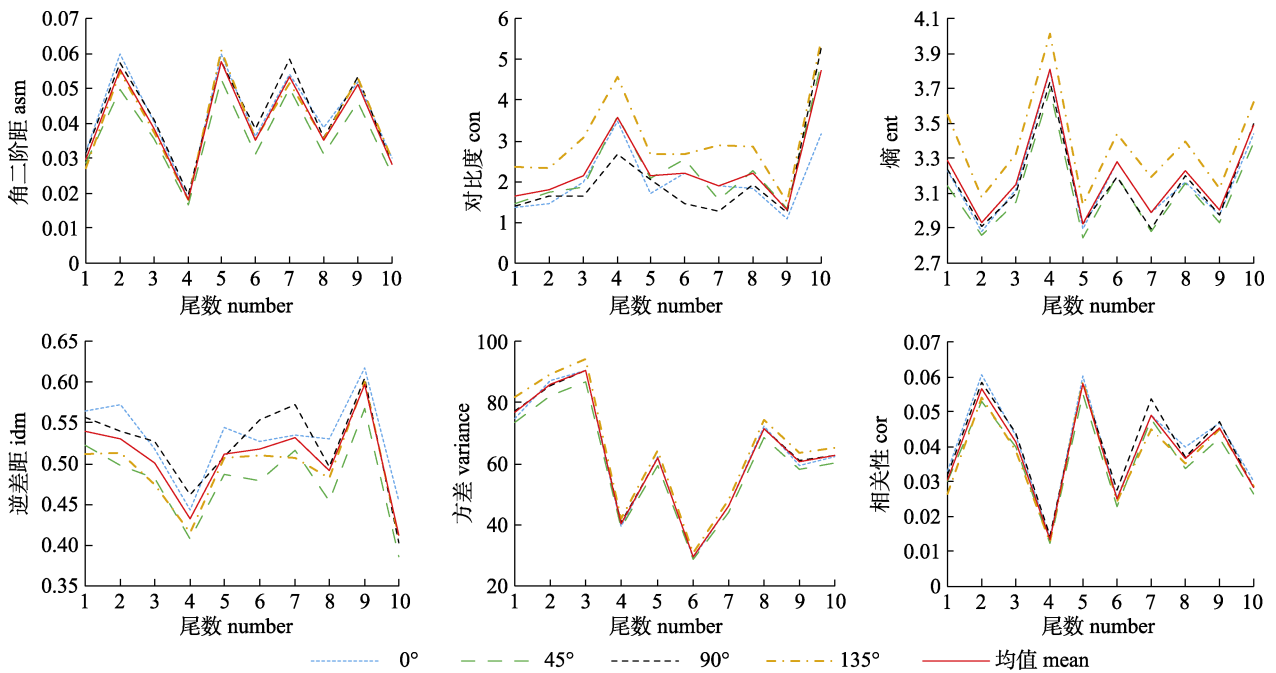 角二阶距 asm
0.07
0.06
0.05
0.04
0.03
0.02
0.01
0
1 2 3 4 5 6 7 8 9 10
尾数 number
对比度 con
6
5
4
3
2
1
0
1 2 3 4 5 6 7 8 9 10
尾数 number
熵 ent
4.1
3.9
3.7
3.5
3.3
3.1
2.9
2.7
1 2 3 4 5 6 7 8 9 10
尾数 number
逆差距 idm
0.65
0.60
0.55
0.50
0.45
0.40
0.35
1 2 3 4 5 6 7 8 9 10
尾数 number
方差 variance
100
80
60
40
20
1 2 3 4 5 6 7 8 9 10
尾数 number
相关性 cor
0.07
0.06
0.05
0.04
0.03
0.02
0.01
0
1 2 3 4 5 6 7 8 9 10
尾数 number
0° 45° 90° 135° 均值 mean